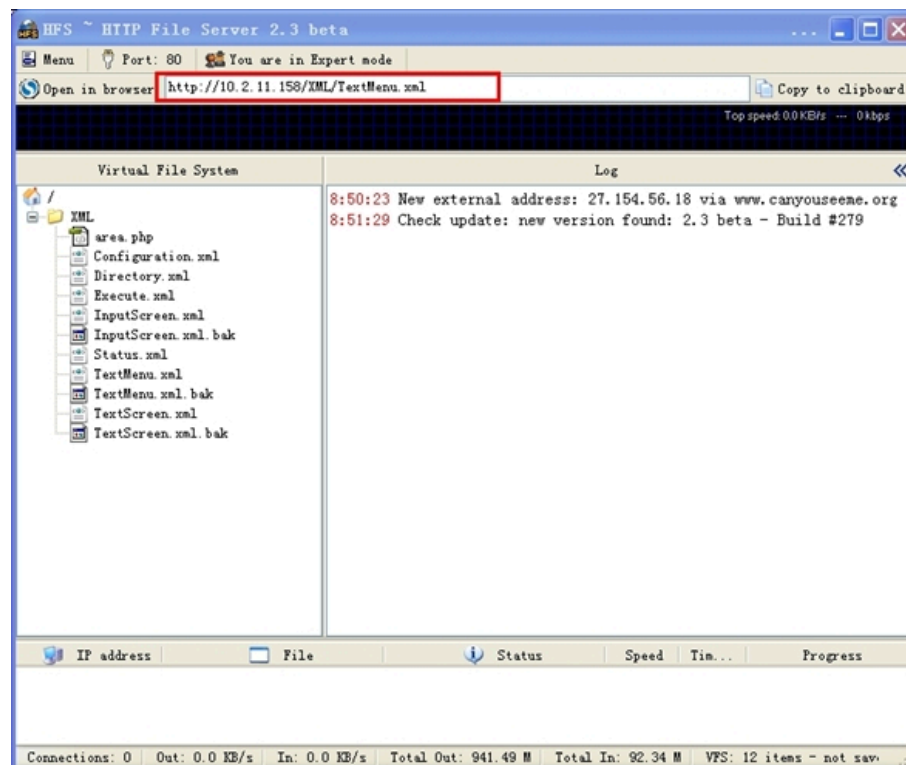 HFS ~ HTTP File Server 2.3 beta ...
Menu Port: 80 You are in Expert mode
Open in browser http://10.2.11.158/XML/TextMenu.xml Copy to clipboard
Top speed: 0.0 KB/s --- 0 kbps
Virtual File System
/
XML
area.php
Configuration.xml
Directory.xml
Execute.xml
InputScreen.xml
InputScreen.xml.bak
Status.xml
TextMenu.xml
TextMenu.xml.bak
TextScreen.xml
TextScreen.xml.bak
Log
8:50:23 New external address: 27.154.56.18 via www.canyouseeme.org
8:51:29 Check update: new version found: 2.3 beta - Build #279
IP address File Status Speed Tim... Progress
Connections: 0 Out: 0.0 KB/s In: 0.0 KB/s Total Out: 941.49 M Total In: 92.34 M VFS: 12 items - not sav